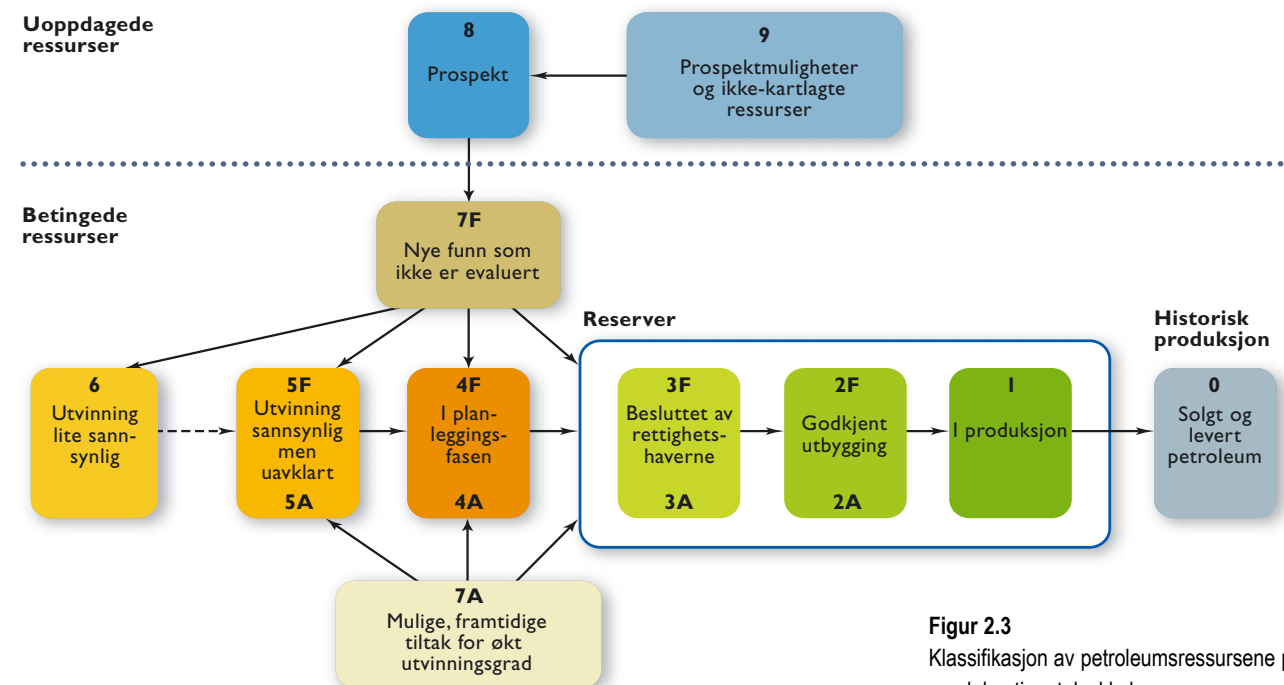 Uoppdagede
ressurser
8
Prospekt
9
Prospektmuligheter
og ikke-kartlagte
ressurser
Betingede
ressurser
7F
Nye funn som
ikke er evaluert
Reserver
Historisk
produksjon
6
Utvinning
lite sann-
synlig
5F
Utvinning
sannsynlig
men
uavklart
5A
4F
I plan-
leggings-
fasen
4A
3F
Besluttet av
rettighets-
haverne
3A
2F
Godkjent
utbygging
2A
1
I produksjon
0
Solgt og
levert
petroleum
7A
Mulige, framtidige
tiltak for økt
utvinningsgrad
Figur 2.3
Klassifikasjon av petroleumsressursene